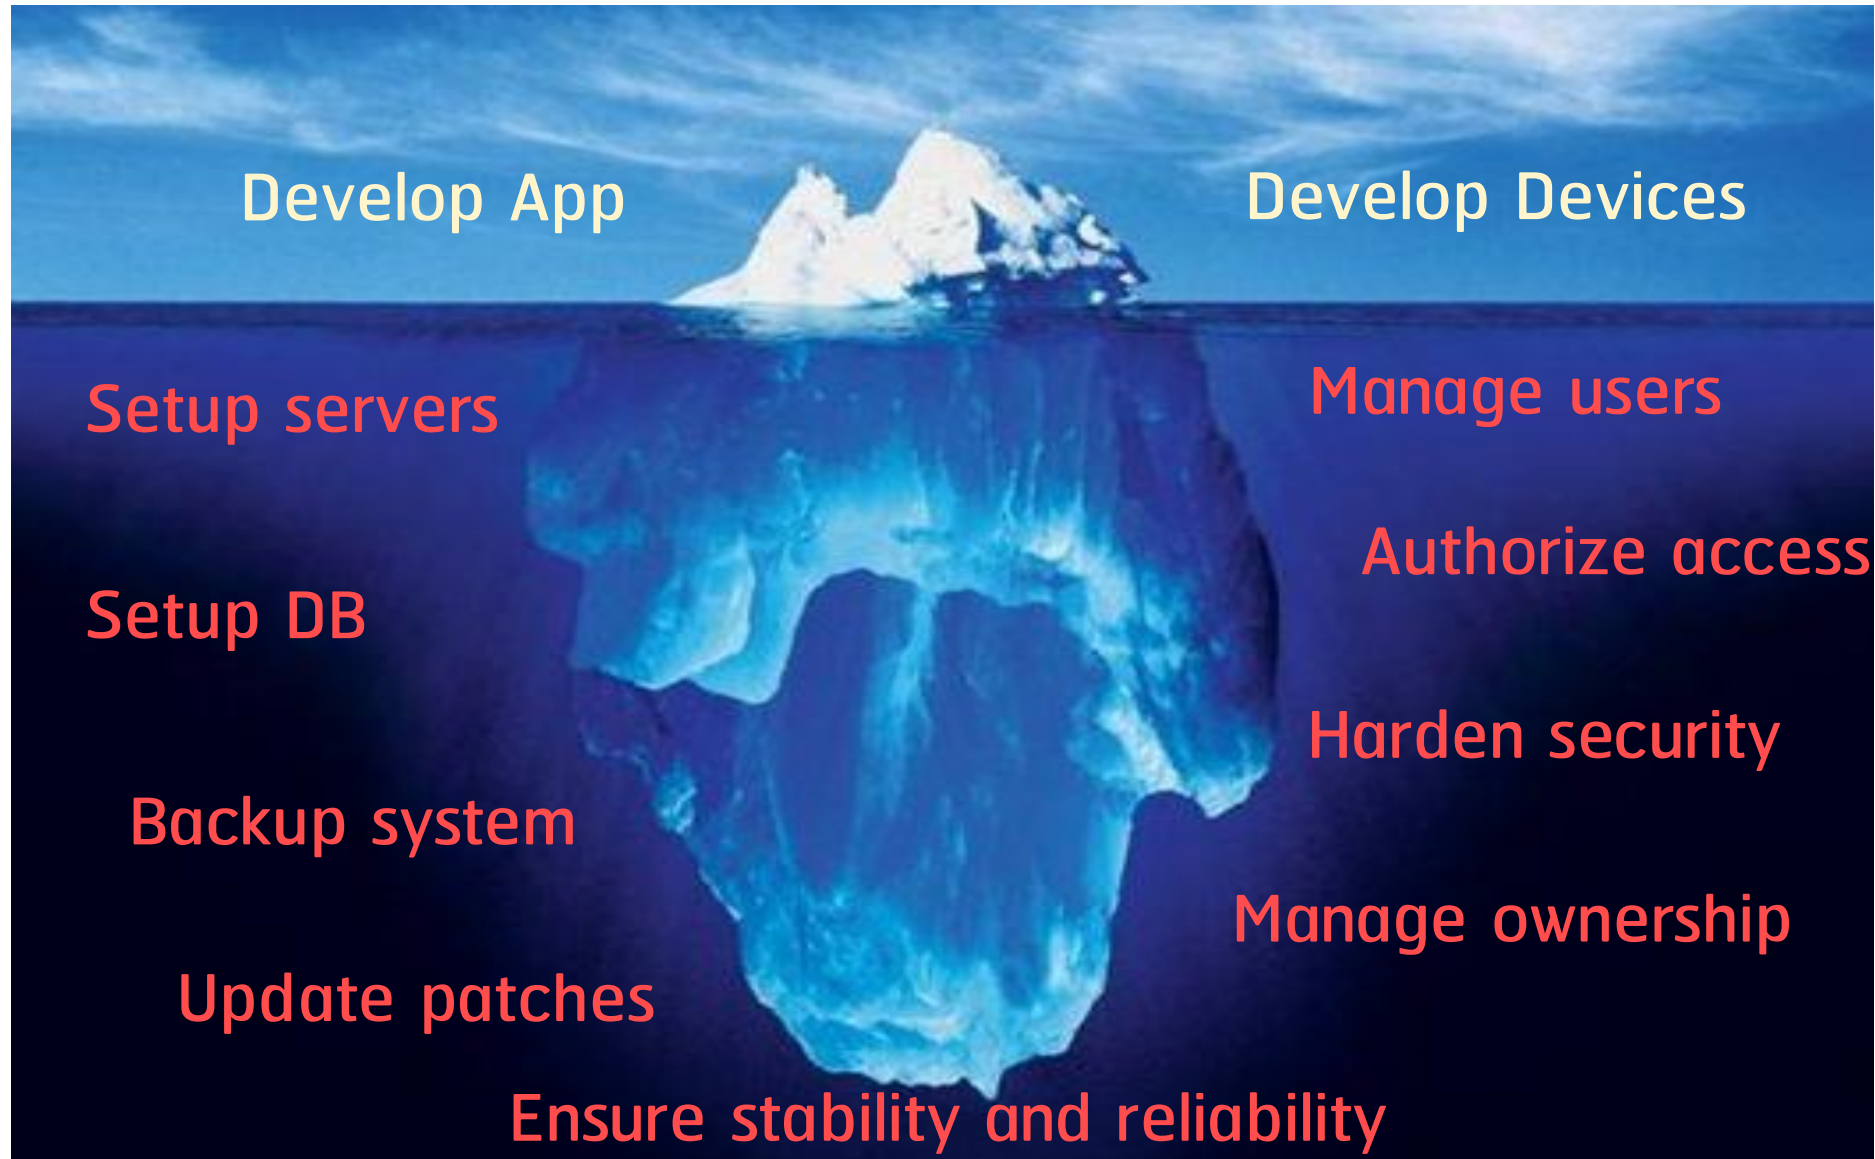 Develop App
Develop Devices
Setup servers
Manage users
Authorize access
Setup DB
Harden security
Backup system
Manage ownership
Update patches
Ensure stability and reliability